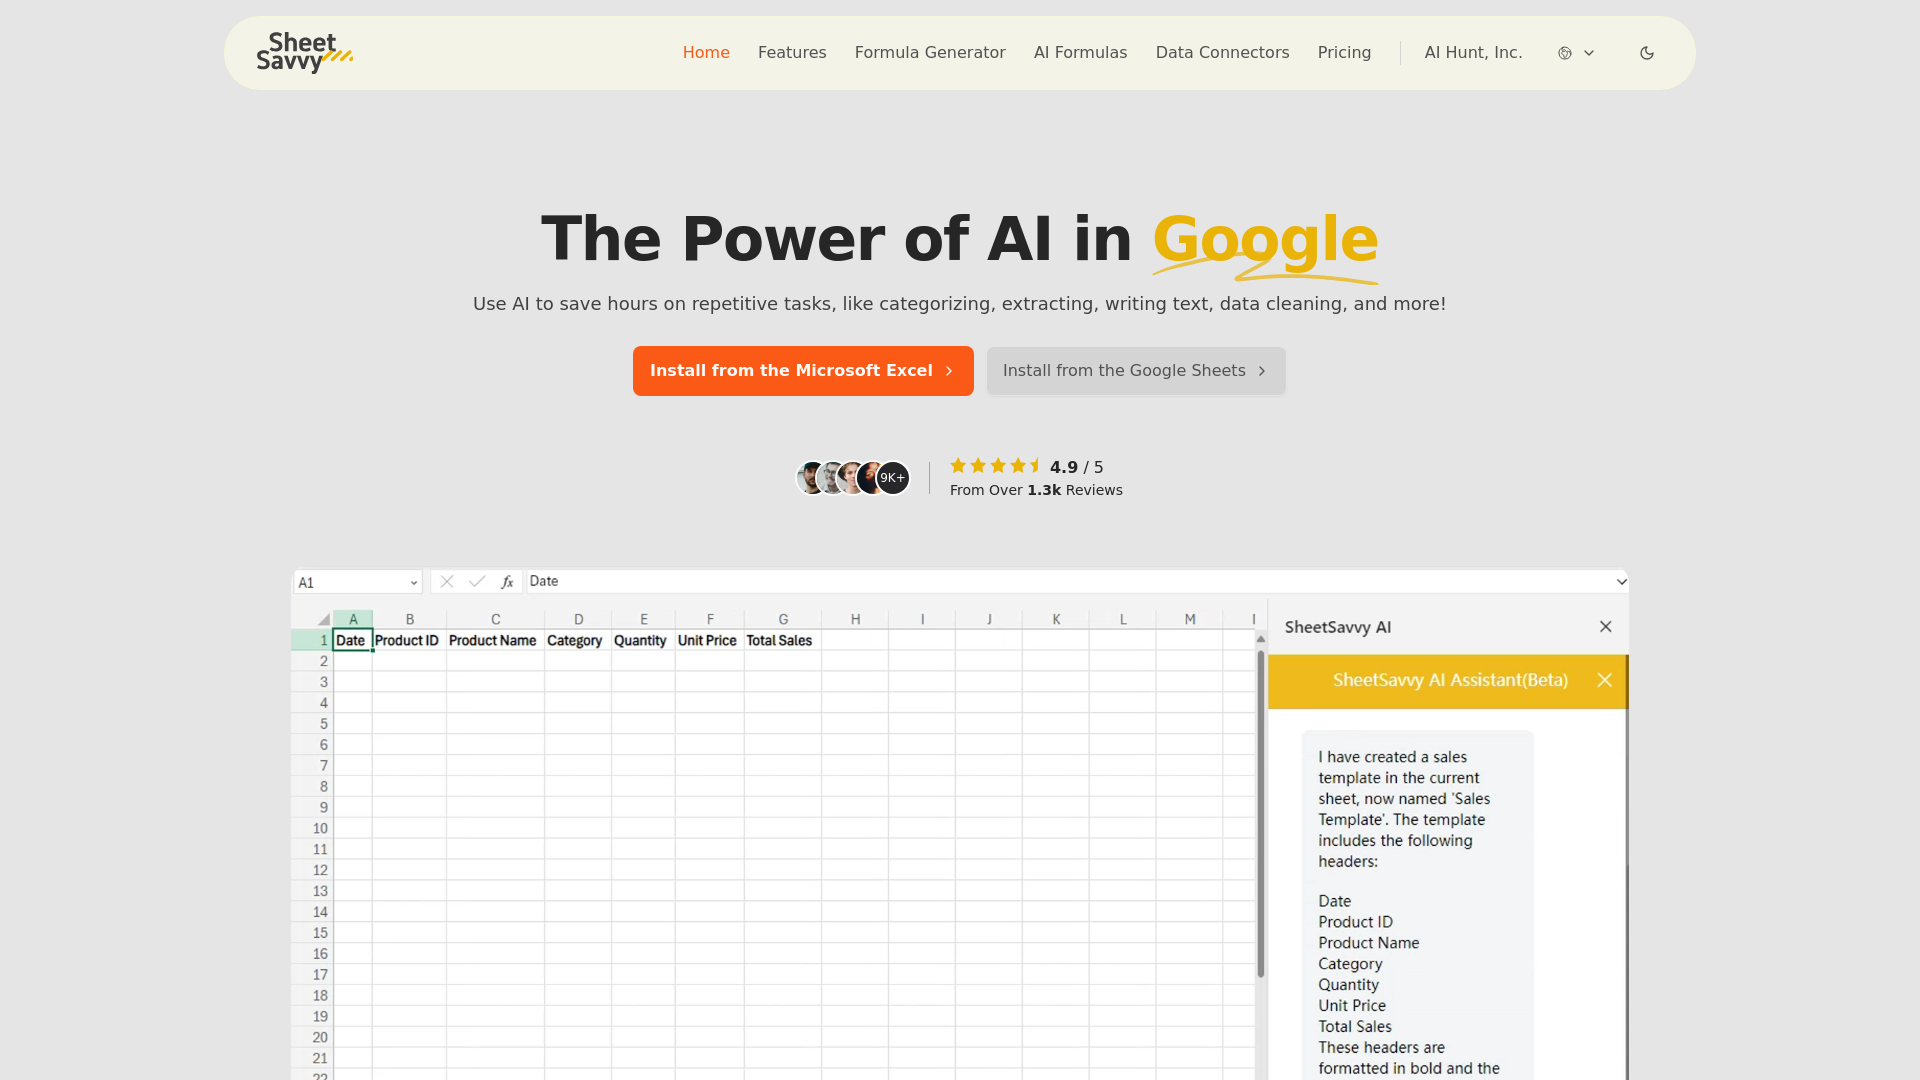 Sheet
Savvy
Home Features Formula Generator AI Formulas Data Connectors Pricing AI Hunt, Inc.
The Power of AI in Google
Use AI to save hours on repetitive tasks, like categorizing, extracting, writing text, data cleaning, and more!
Install from the Microsoft Excel
Install from the Google Sheets
9K+
4.9 / 5
From Over 1.3k Reviews
A1
fx
Date
A B C D E F G H I J K L M
1 Date Product ID Product Name Category Quantity Unit Price Total Sales
2
3
4
5
6
7
8
9
10
11
12
13
14
15
16
17
18
19
20
21
22
SheetSavvy AI
SheetSavvy AI Assistant(Beta)
I have created a sales
template in the current
sheet, now named 'Sales
Template'. The template
includes the following
headers:
Date
Product ID
Product Name
Category
Quantity
Unit Price
Total Sales
These headers are
formatted in bold and the